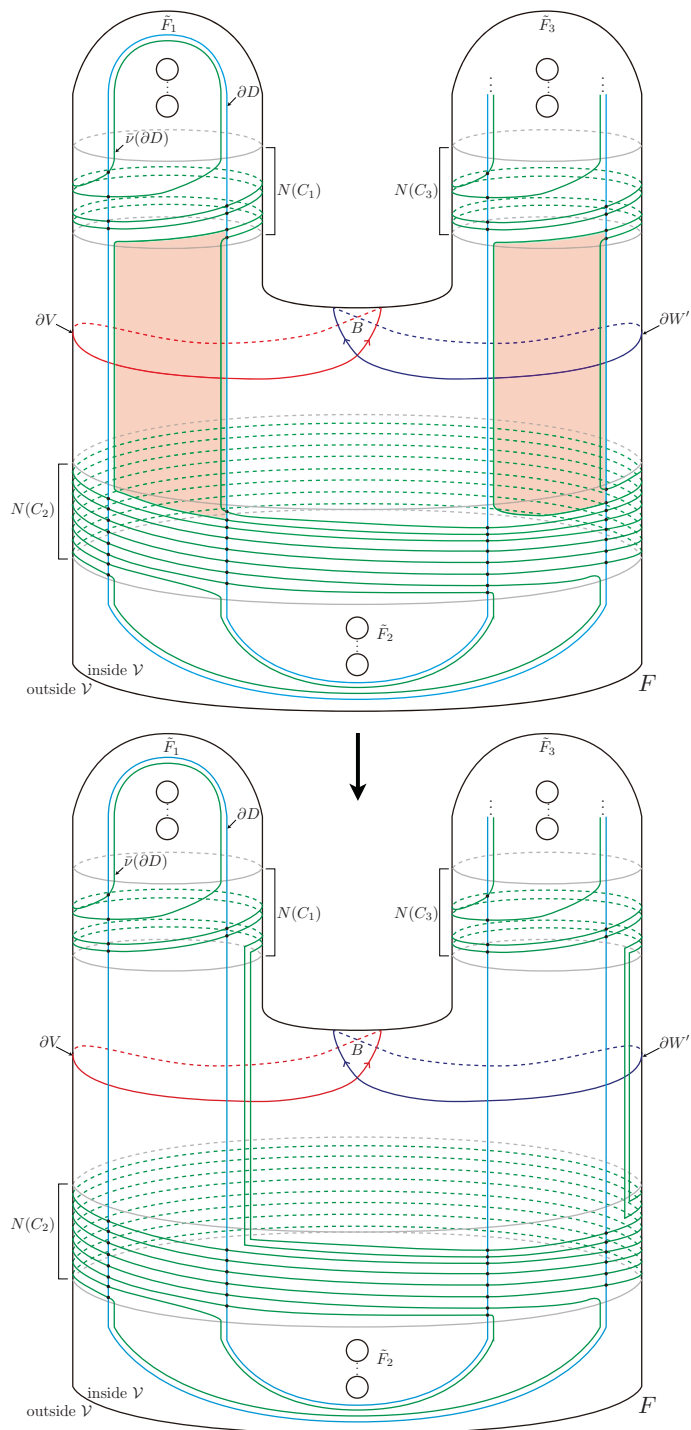 F̃₁
F̃₃
∂D
ν̄(∂D)
N(C₁)
N(C₃)
∂V
B
∂W′
N(C₂)
F̃₂
inside 𝒱
outside 𝒱
F
F̃₁
F̃₃
∂D
ν̄(∂D)
N(C₁)
N(C₃)
∂V
B
∂W′
N(C₂)
F̃₂
inside 𝒱
outside 𝒱
F